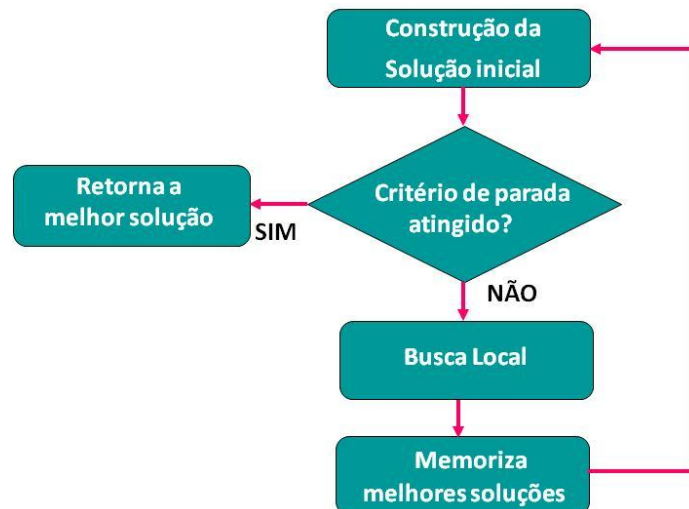 Construção da
Solução inicial
Critério de parada
atingido?
Retorna a
melhor solução
SIM
NÃO
Busca Local
Memoriza
melhores soluções